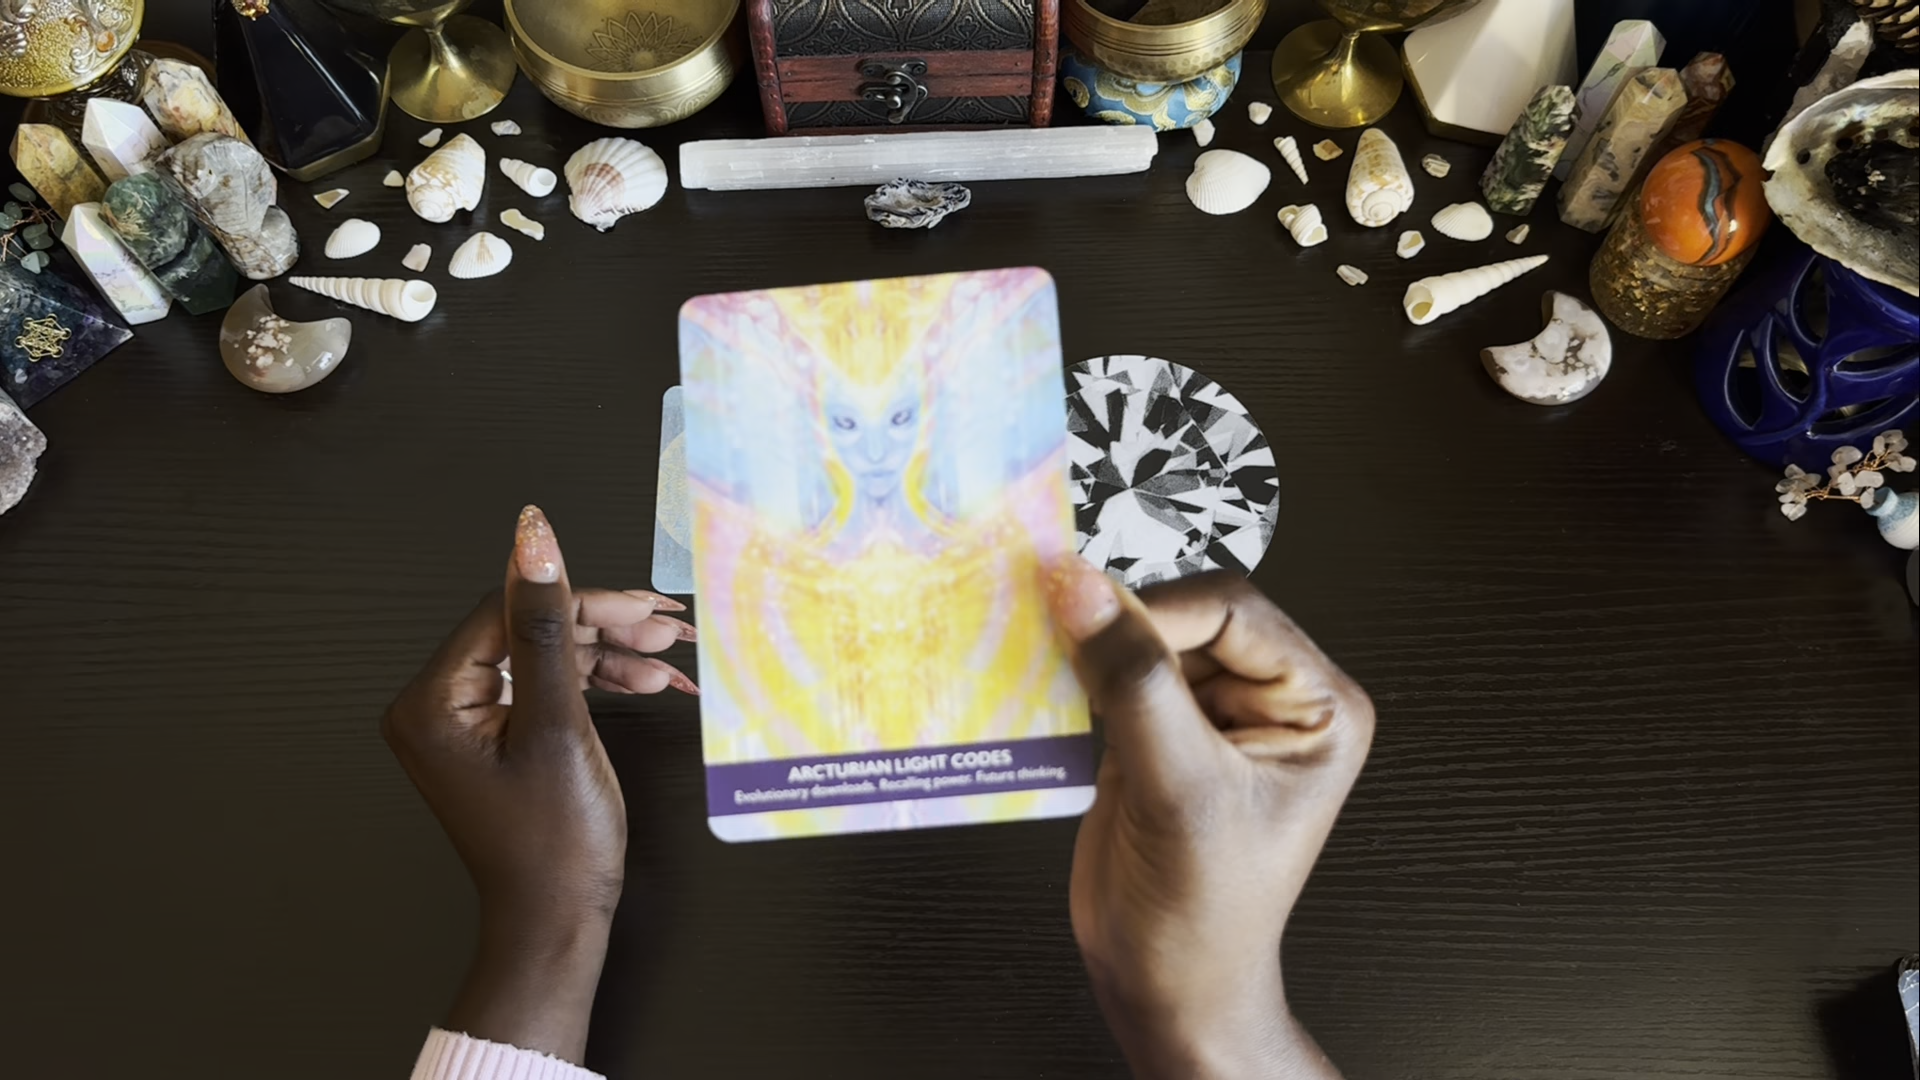 ARCTURIAN LIGHT CODES
Evolutionary downloads. Recalling power. Future thinking.